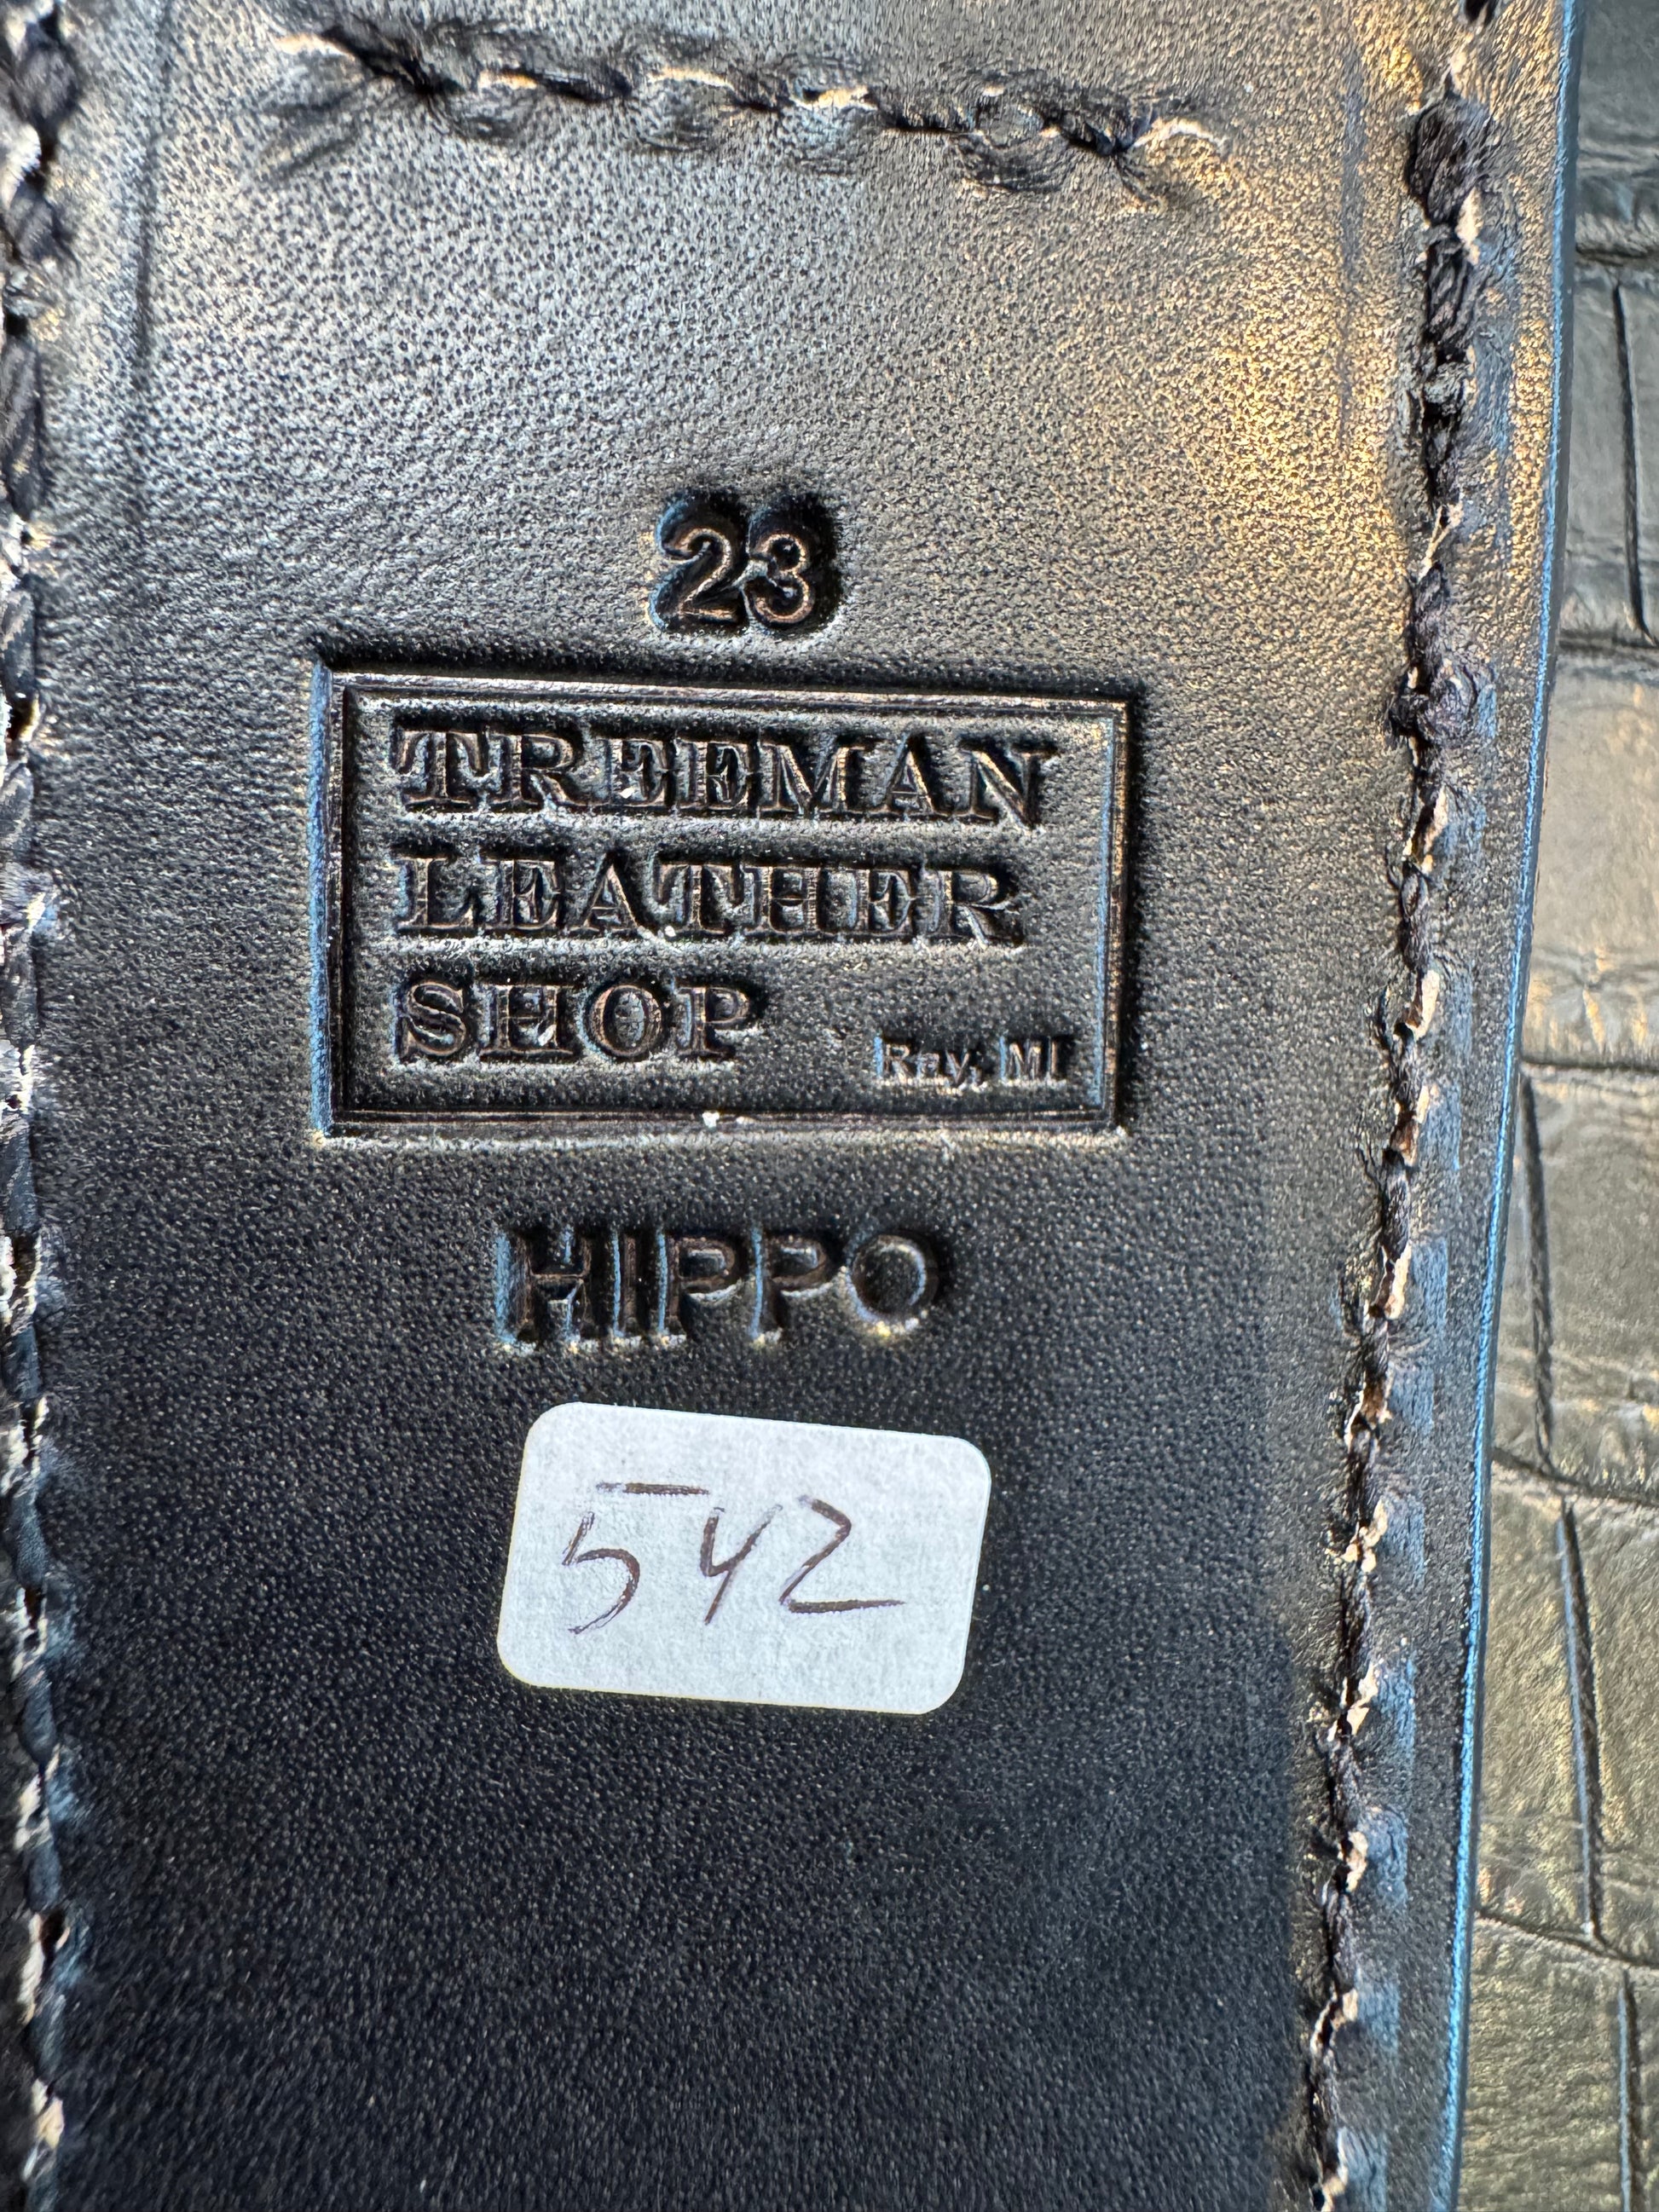 23
TREEMAN
LEATHER
SHOP Ray, MI
HIPPO
542